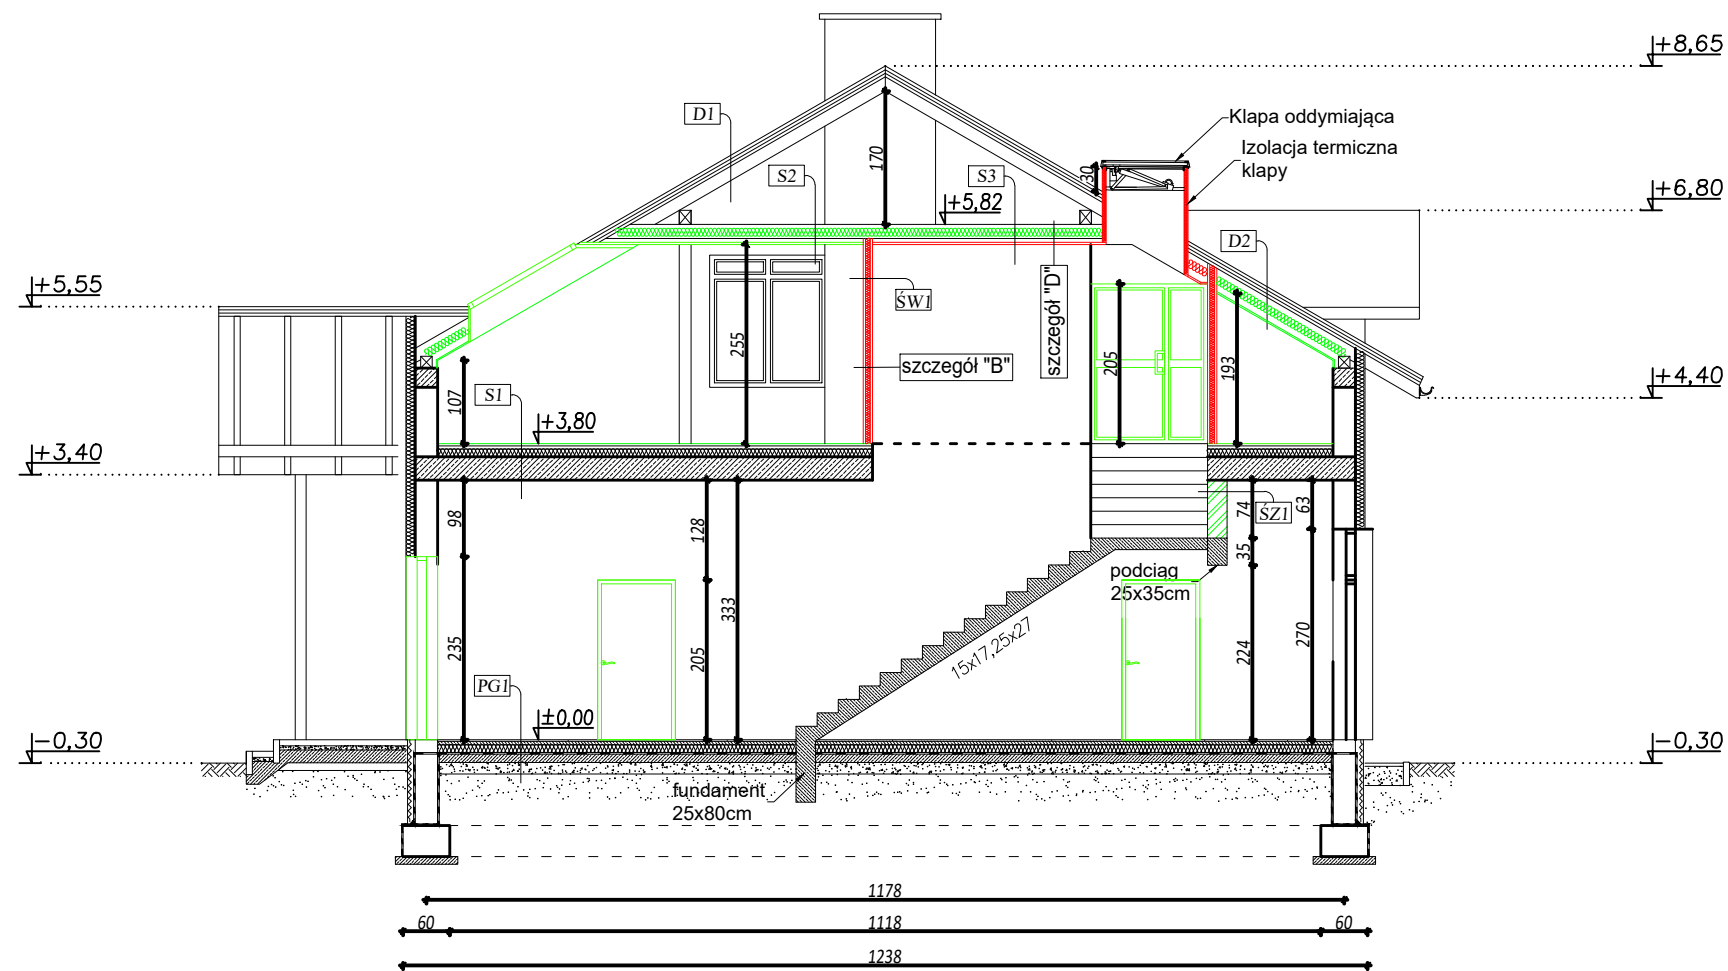 +8,65
D1
Klapa oddymiająca
Izolacja termiczna
klapy
170
S2
S3
30
+5,82
+6,80
D2
+5,55
ŚW1
szczegół "D"
255
205
193
szczegół "B"
107
S1
+3,80
+4,40
+3,40
98
128
74
63
ŚZ1
35
podciąg
25x35cm
333
235
205
15x17,25x27
224
270
PG1
±0,00
-0,30
-0,30
fundament
25x80cm
1178
60
1118
60
1238